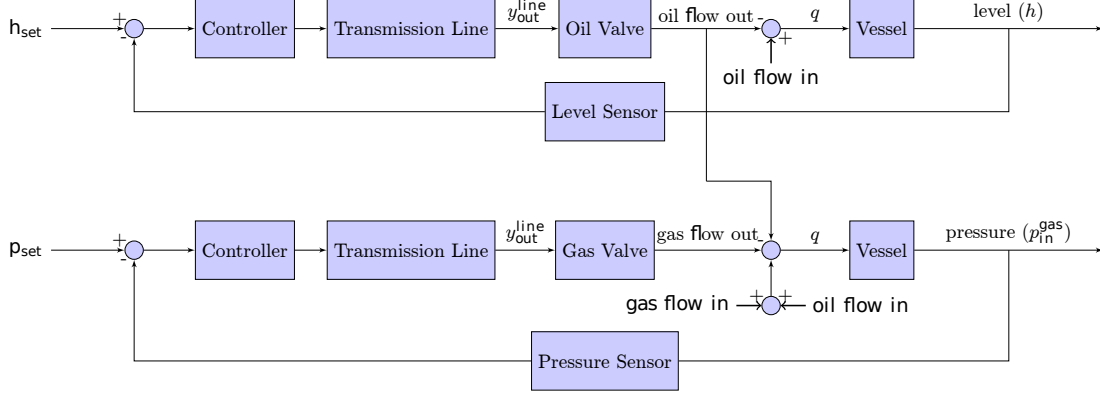 h_set
+
-
Controller
Transmission Line
y_out^line
Oil Valve
oil flow out
-
+
oil flow in
q
Vessel
level (h)
Level Sensor
p_set
+
-
Controller
Transmission Line
y_out^line
Gas Valve
gas flow out
-
q
Vessel
pressure (p_in^gas)
gas flow in
+
+
oil flow in
Pressure Sensor